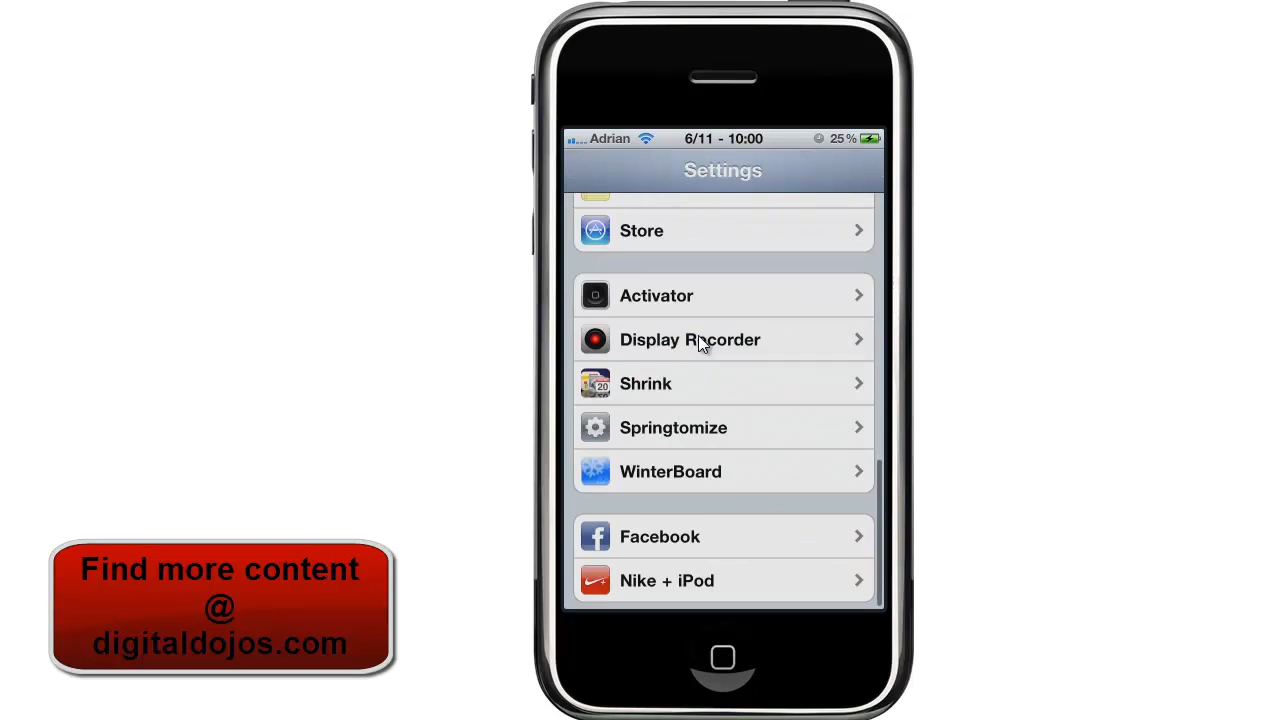 Adrian 6/11 - 10:00 25%
Settings
Store
Activator
Display Recorder
Shrink
Springtomize
WinterBoard
Facebook
Nike + iPod
Find more content
@
digitaldojos.com